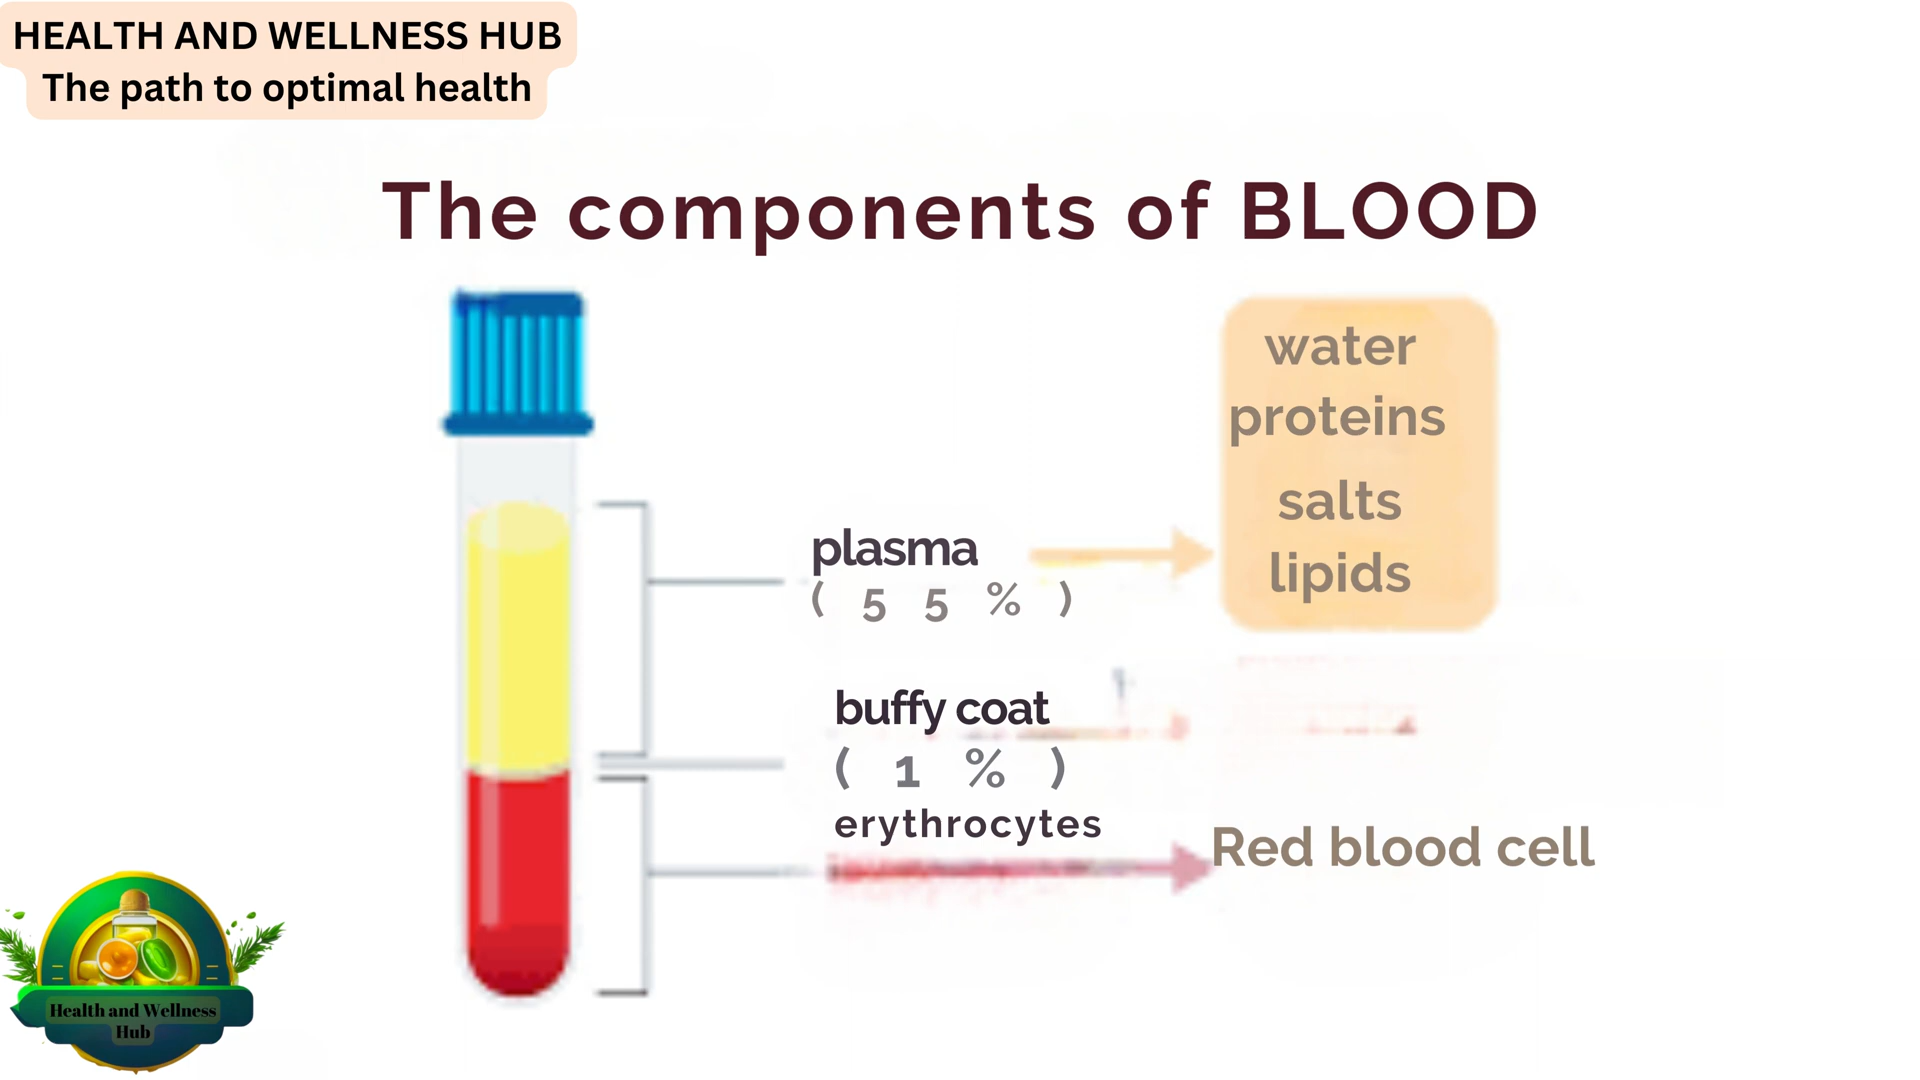 HEALTH AND WELLNESS HUB
The path to optimal health
The components of BLOOD
water
proteins
salts
lipids
plasma
( 5 5 % )
buffy coat
( 1 % )
erythrocytes
Red blood cell
Health and Wellness
Hub